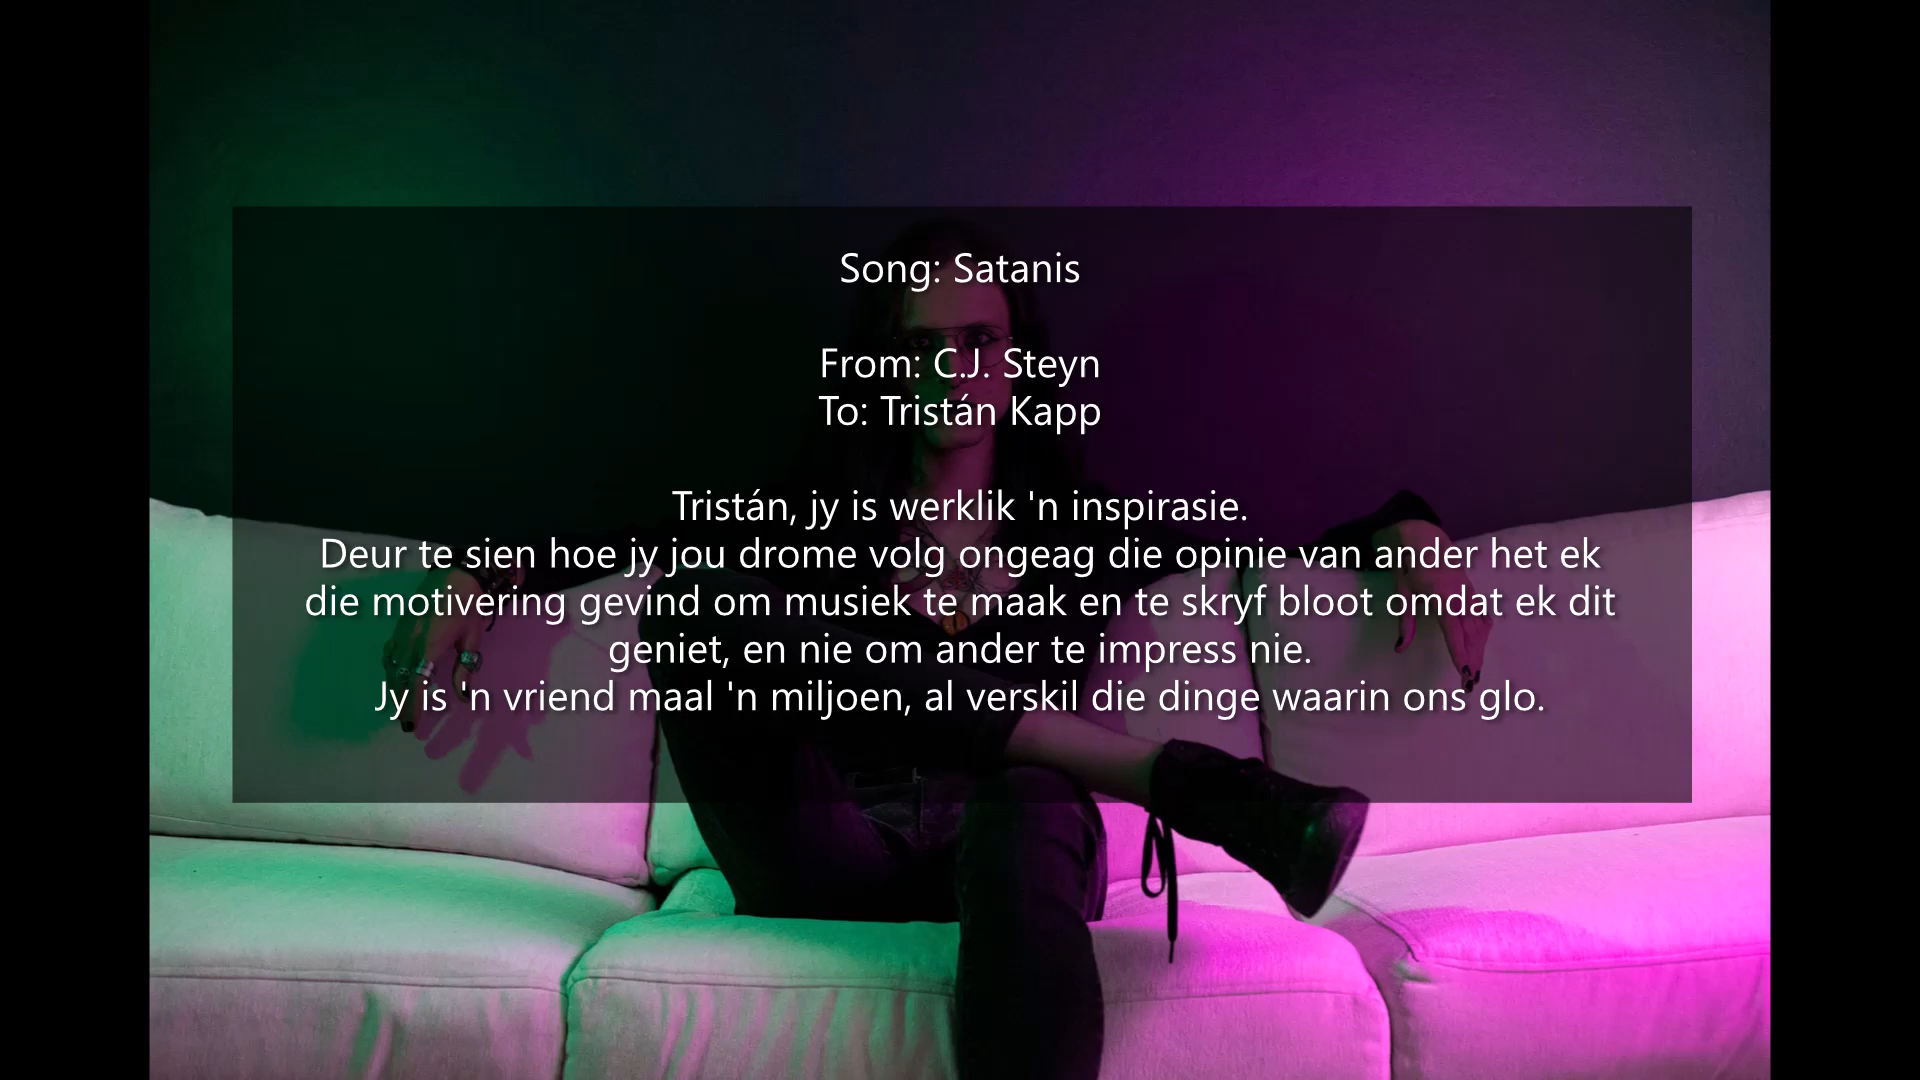 Song: Satanis
From: C.J. Steyn
To: Tristán Kapp
Tristán, jy is werklik 'n inspirasie.
Deur te sien hoe jy jou drome volg ongeag die opinie van ander het ek
die motivering gevind om musiek te maak en te skryf bloot omdat ek dit
geniet, en nie om ander te impress nie.
Jy is 'n vriend maal 'n miljoen, al verskil die dinge waarin ons glo.